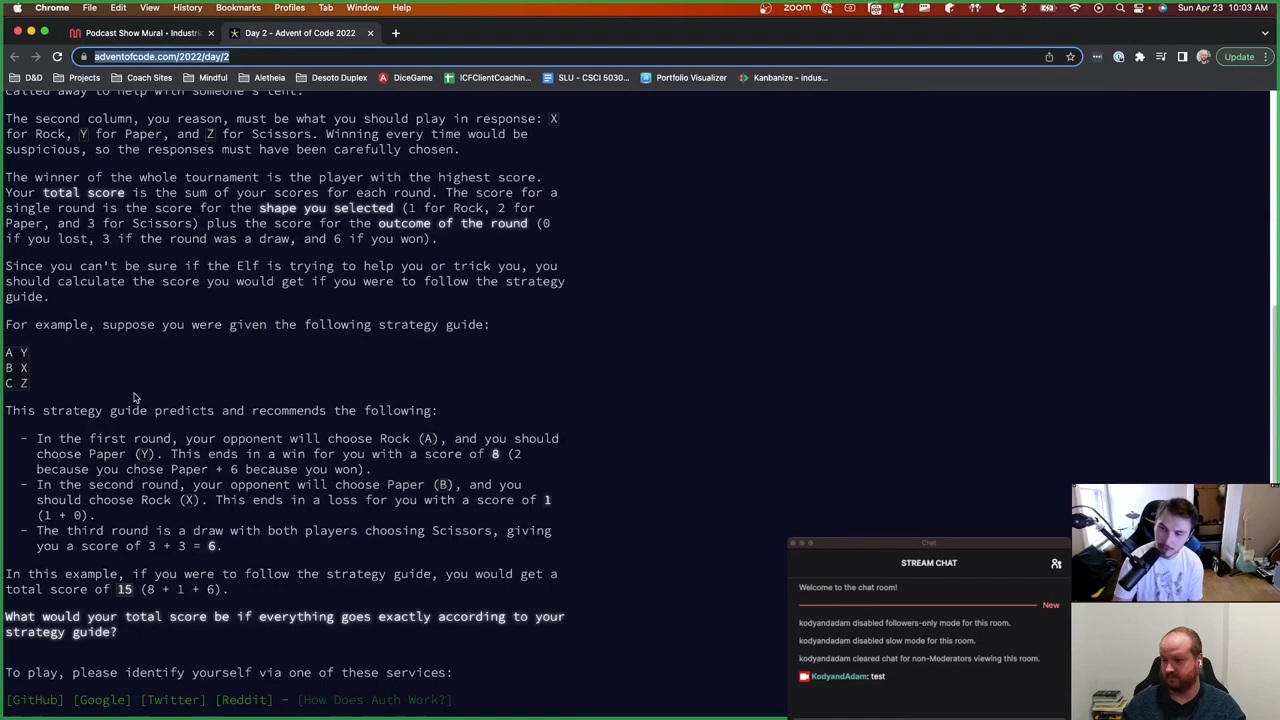 Chrome File Edit View History Bookmarks Profiles Tab Window Help zoom Sun Apr 23 10:03 AM
Podcast Show Mural • Industri Day 2 - Advent of Code 2022
adventofcode.com/2022/day/2 Update
D&D Projects Coach Sites Mindful Aletheia Desoto Duplex DiceGame ICFClientCoachin... SLU - CSCI 5030... Portfolio Visualizer Kanbanize - indus...
called away to help with someone's tent.
The second column, you reason, must be what you should play in response: X
for Rock, Y for Paper, and Z for Scissors. Winning every time would be
suspicious, so the responses must have been carefully chosen.
The winner of the whole tournament is the player with the highest score.
Your total score is the sum of your scores for each round. The score for a
single round is the score for the shape you selected (1 for Rock, 2 for
Paper, and 3 for Scissors) plus the score for the outcome of the round (0
if you lost, 3 if the round was a draw, and 6 if you won).
Since you can't be sure if the Elf is trying to help you or trick you, you
should calculate the score you would get if you were to follow the strategy
guide.
For example, suppose you were given the following strategy guide:
A Y
B X
C Z
This strategy guide predicts and recommends the following:
- In the first round, your opponent will choose Rock (A), and you should
choose Paper (Y). This ends in a win for you with a score of 8 (2
because you chose Paper + 6 because you won).
- In the second round, your opponent will choose Paper (B), and you
should choose Rock (X). This ends in a loss for you with a score of 1
(1 + 0).
- The third round is a draw with both players choosing Scissors, giving
you a score of 3 + 3 = 6.
In this example, if you were to follow the strategy guide, you would get a
total score of 15 (8 + 1 + 6).
What would your total score be if everything goes exactly according to your
strategy guide?
To play, please identify yourself via one of these services:
[GitHub] [Google] [Twitter] [Reddit] - [How Does Auth Work?]
Chat
STREAM CHAT
Welcome to the chat room!
New
kodyandadam disabled followers-only mode for this room.
kodyandadam disabled slow mode for this room.
kodyandadam cleared chat for non-Moderators viewing this room.
KodyandAdam: test